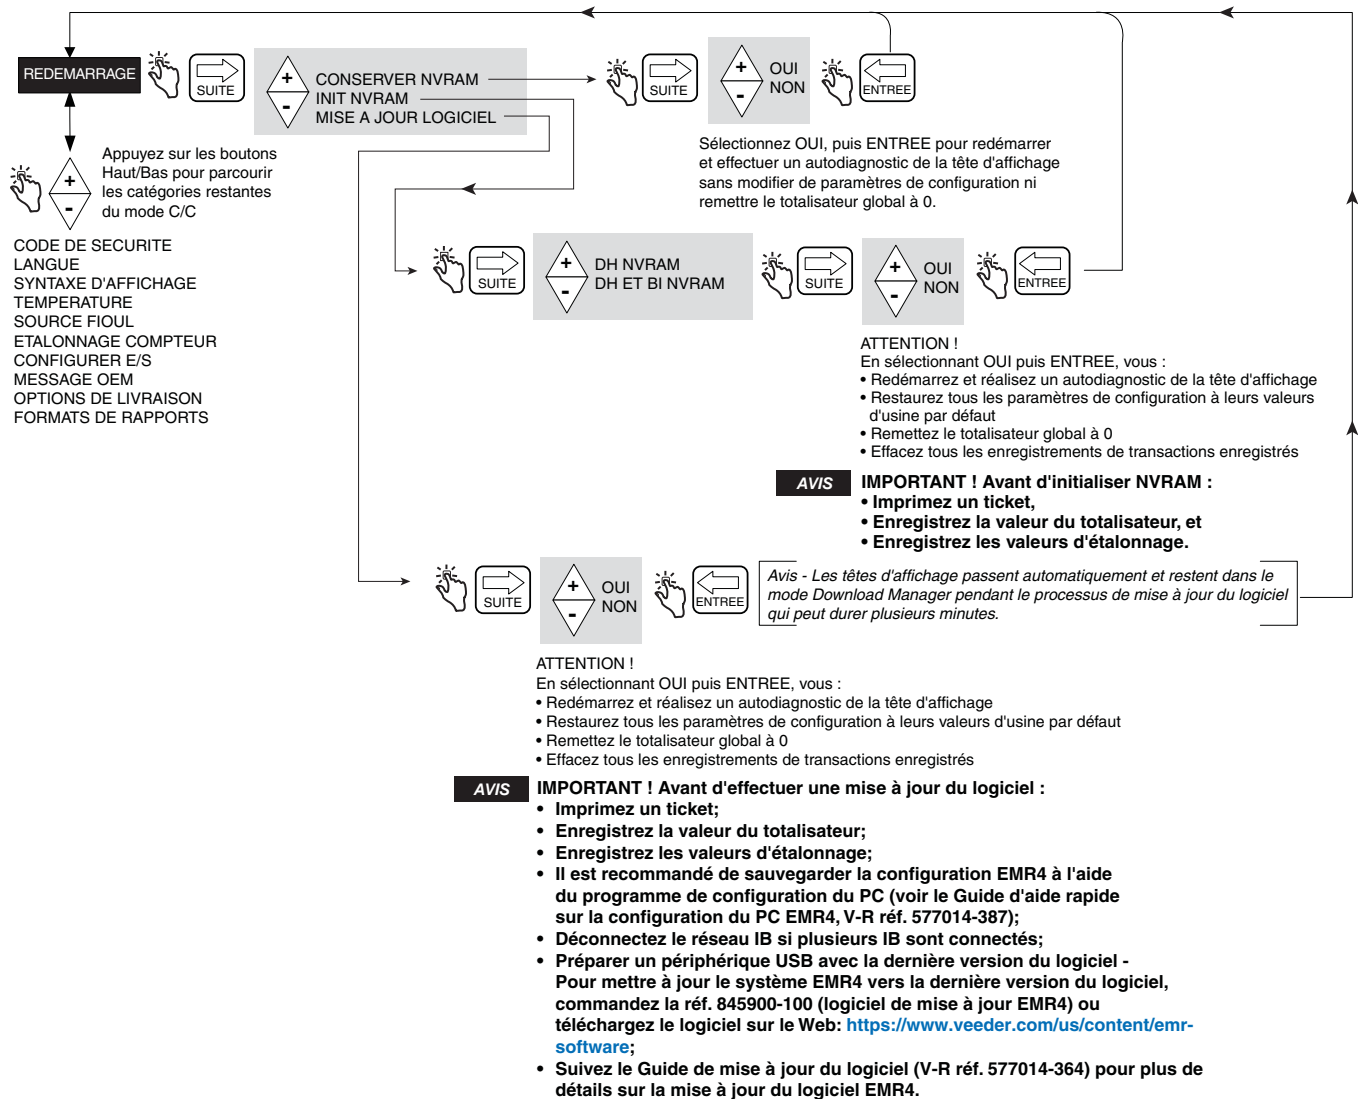 REDEMARRAGE
SUITE
+
-
CONSERVER NVRAM
INIT NVRAM
MISE A JOUR LOGICIEL
SUITE
+
-
OUI
NON
ENTREE
Sélectionnez OUI, puis ENTREE pour redémarrer
et effectuer un autodiagnostic de la tête d'affichage
sans modifier de paramètres de configuration ni
remettre le totalisateur global à 0.
+
-
Appuyez sur les boutons
Haut/Bas pour parcourir
les catégories restantes
du mode C/C
CODE DE SECURITE
LANGUE
SYNTAXE D'AFFICHAGE
TEMPERATURE
SOURCE FIOUL
ETALONNAGE COMPTEUR
CONFIGURER E/S
MESSAGE OEM
OPTIONS DE LIVRAISON
FORMATS DE RAPPORTS
SUITE
+
-
DH NVRAM
DH ET BI NVRAM
SUITE
+
-
OUI
NON
ENTREE
ATTENTION !
En sélectionnant OUI puis ENTREE, vous :
• Redémarrez et réalisez un autodiagnostic de la tête d'affichage
• Restaurez tous les paramètres de configuration à leurs valeurs
d'usine par défaut
• Remettez le totalisateur global à 0
• Effacez tous les enregistrements de transactions enregistrés
AVIS
IMPORTANT ! Avant d'initialiser NVRAM :
• Imprimez un ticket,
• Enregistrez la valeur du totalisateur, et
• Enregistrez les valeurs d'étalonnage.
SUITE
+
-
OUI
NON
ENTREE
Avis - Les têtes d'affichage passent automatiquement et restent dans le
mode Download Manager pendant le processus de mise à jour du logiciel
qui peut durer plusieurs minutes.
ATTENTION !
En sélectionnant OUI puis ENTREE, vous :
• Redémarrez et réalisez un autodiagnostic de la tête d'affichage
• Restaurez tous les paramètres de configuration à leurs valeurs d'usine par défaut
• Remettez le totalisateur global à 0
• Effacez tous les enregistrements de transactions enregistrés
AVIS
IMPORTANT ! Avant d'effectuer une mise à jour du logiciel :
• Imprimez un ticket;
• Enregistrez la valeur du totalisateur;
• Enregistrez les valeurs d'étalonnage;
• Il est recommandé de sauvegarder la configuration EMR4 à l'aide
du programme de configuration du PC (voir le Guide d'aide rapide
sur la configuration du PC EMR4, V-R réf. 577014-387);
• Déconnectez le réseau IB si plusieurs IB sont connectés;
• Préparer un périphérique USB avec la dernière version du logiciel -
Pour mettre à jour le système EMR4 vers la dernière version du logiciel,
commandez la réf. 845900-100 (logiciel de mise à jour EMR4) ou
téléchargez le logiciel sur le Web: https://www.veeder.com/us/content/emr-
software;
• Suivez le Guide de mise à jour du logiciel (V-R réf. 577014-364) pour plus de
détails sur la mise à jour du logiciel EMR4.